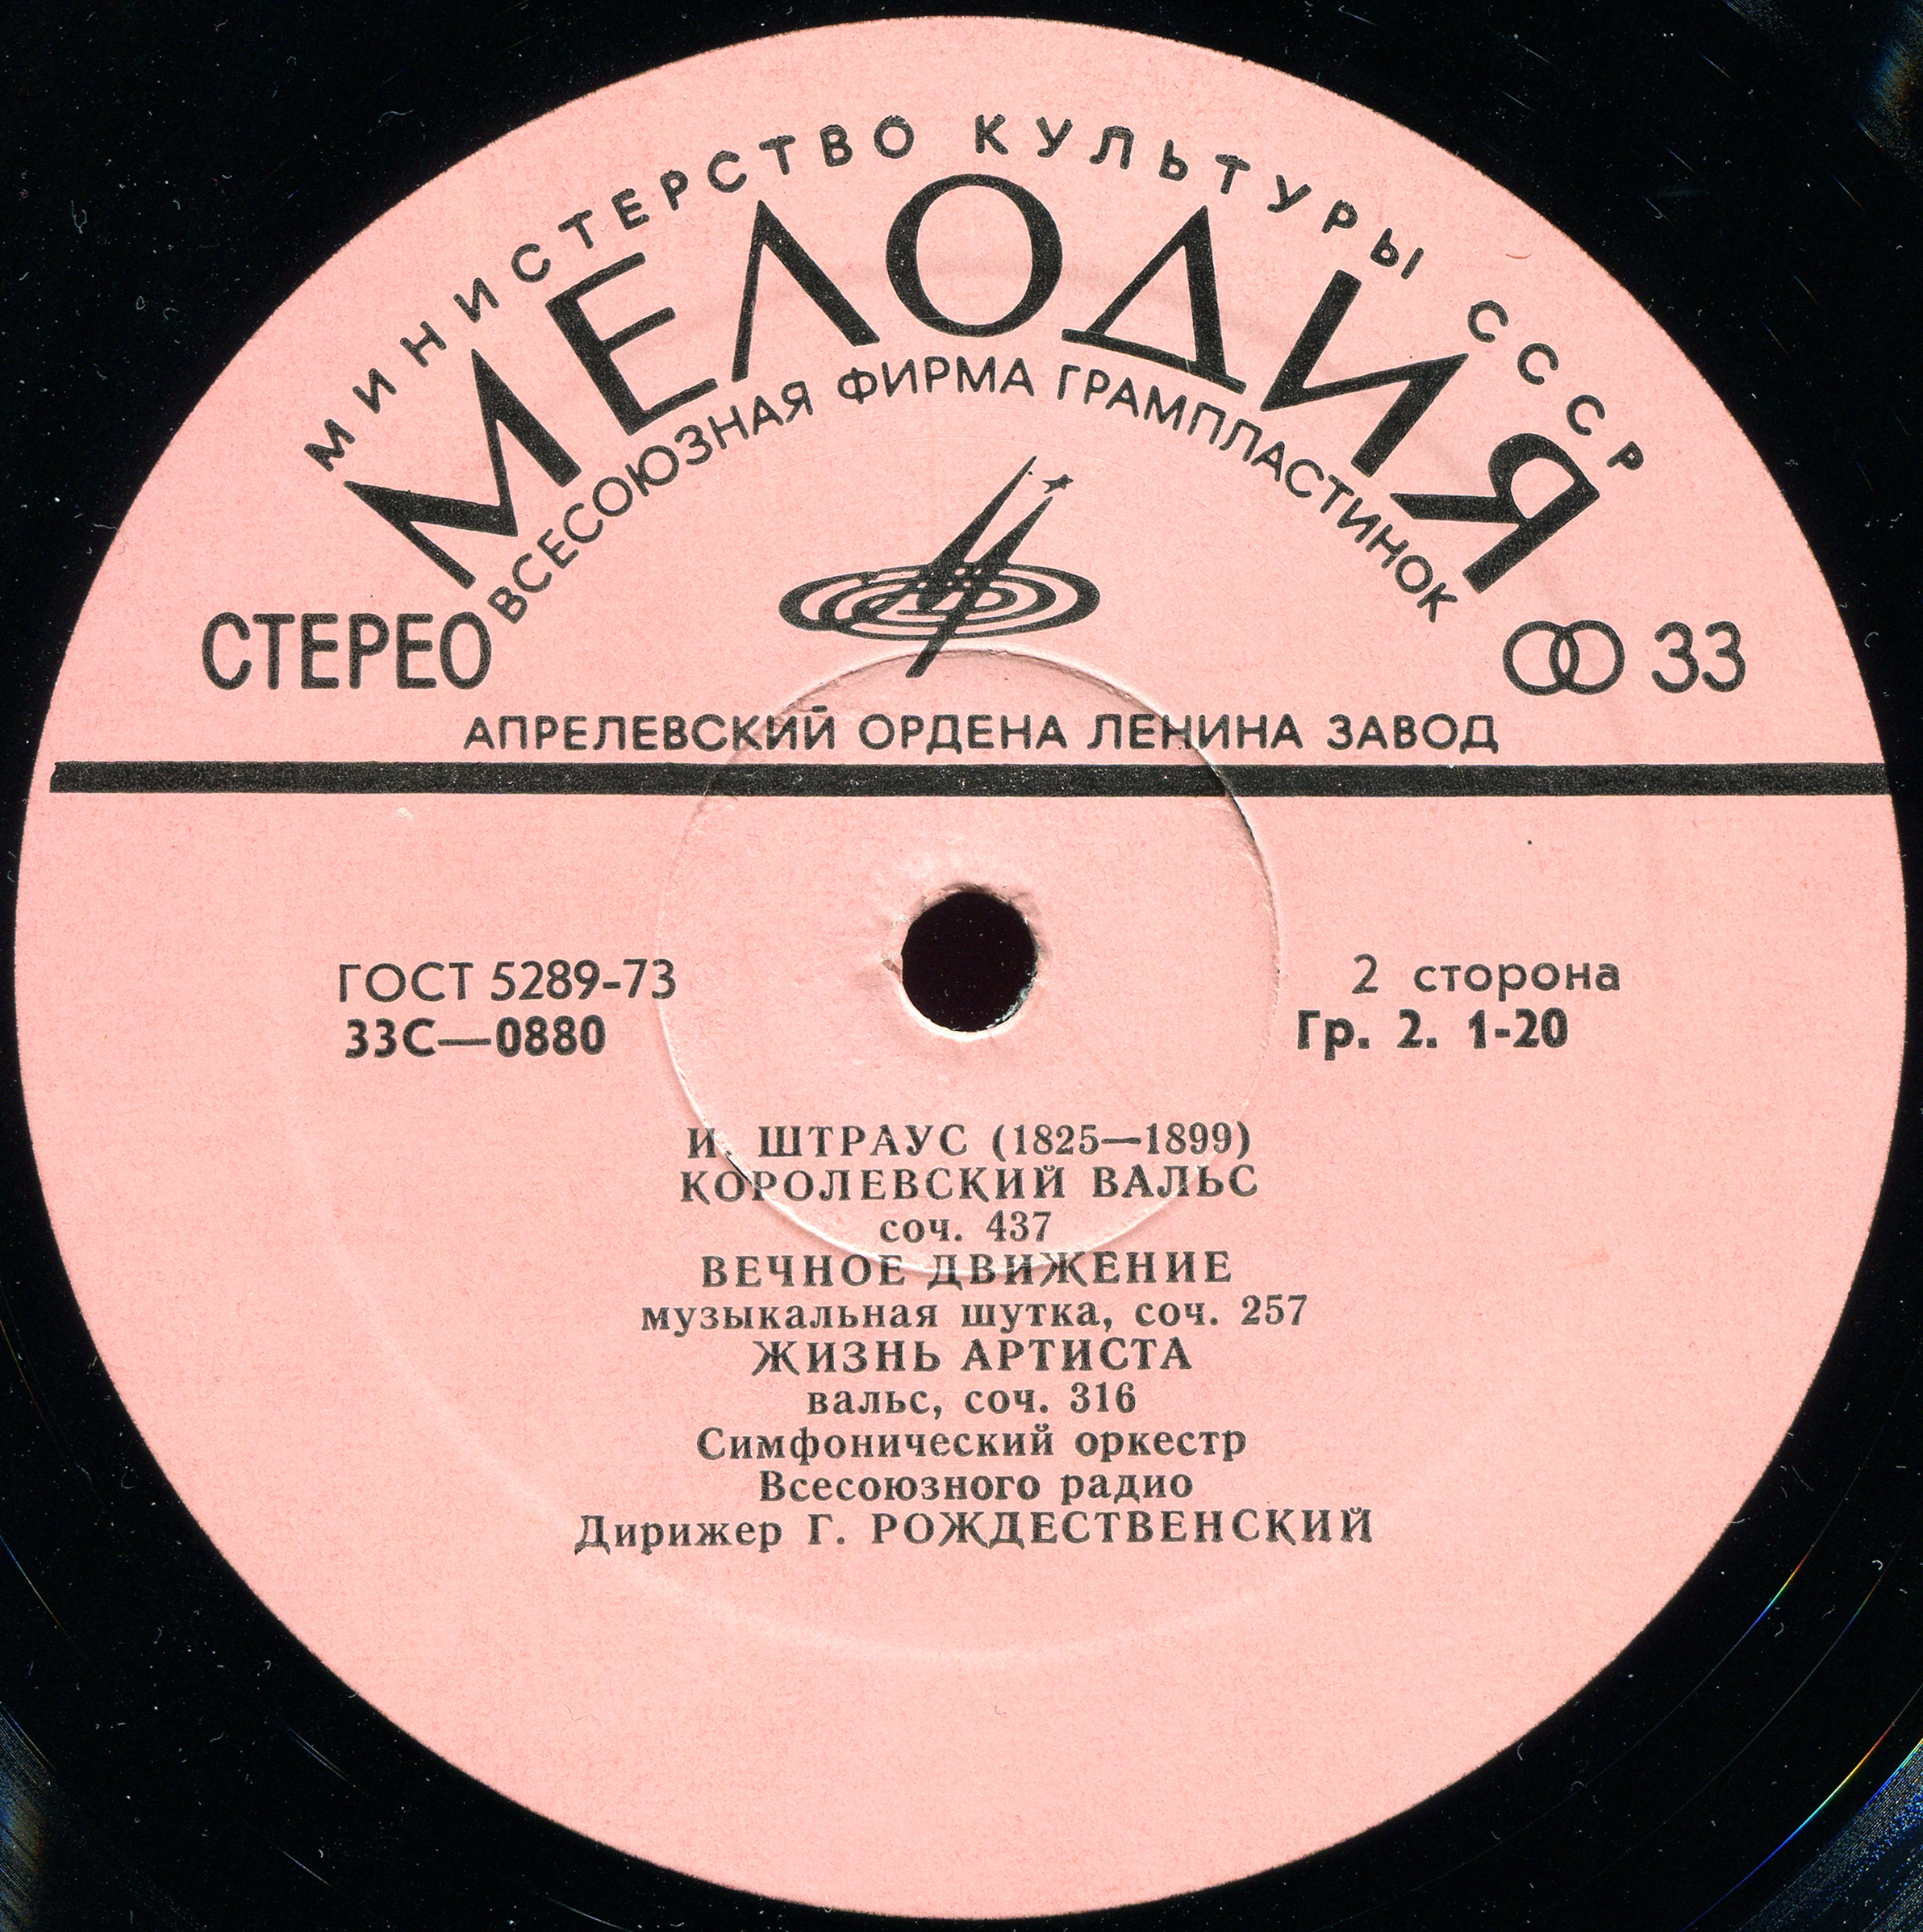 МИНИСТЕРСТВО КУЛЬТУРЫ СССР
МЕЛОДИЯ
ВСЕСОЮЗНАЯ ФИРМА ГРАМПЛАСТИНОК
СТЕРЕО
33
АПРЕЛЕВСКИЙ ОРДЕНА ЛЕНИНА ЗАВОД
ГОСТ 5289-73
33С—0880
2 сторона
Гр. 2. 1-20
И. ШТРАУС (1825—1899)
КОРОЛЕВСКИЙ ВАЛЬС
соч. 437
ВЕЧНОЕ ДВИЖЕНИЕ
музыкальная шутка, соч. 257
ЖИЗНЬ АРТИСТА
вальс, соч. 316
Симфонический оркестр
Всесоюзного радио
Дирижер Г. РОЖДЕСТВЕНСКИЙ